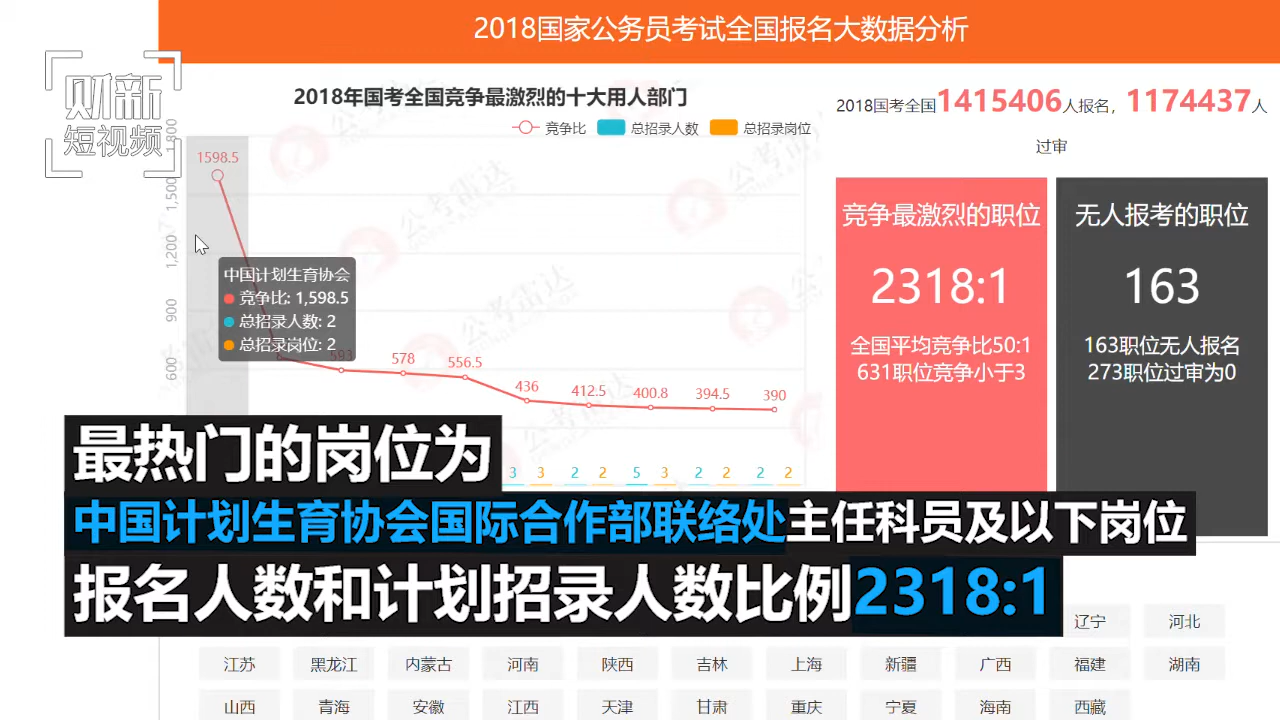 2018国家公务员考试全国报名大数据分析
财新
短视频
2018年国考全国竞争最激烈的十大用人部门
竞争比 总招录人数 总招录岗位
2018国考全国1415406人报名，1174437人
过审
1,800
1598.5
1,500
1,200
900
600
中国计划生育协会
竞争比: 1,598.5
总招录人数: 2
总招录岗位: 2
593 578 556.5 436 412.5 400.8 394.5 390
3 3 2 2 5 3 2 2 2 2
竞争最激烈的职位
2318:1
全国平均竞争比50:1
631职位竞争小于3
无人报考的职位
163
163职位无人报名
273职位过审为0
公考雷达
公考雷达
公考雷达
最热门的岗位为
中国计划生育协会国际合作部联络处主任科员及以下岗位
报名人数和计划招录人数比例2318:1
辽宁 河北
江苏 黑龙江 内蒙古 河南 陕西 吉林 上海 新疆 广西 福建 湖南
山西 青海 安徽 江西 天津 甘肃 重庆 宁夏 海南 西藏